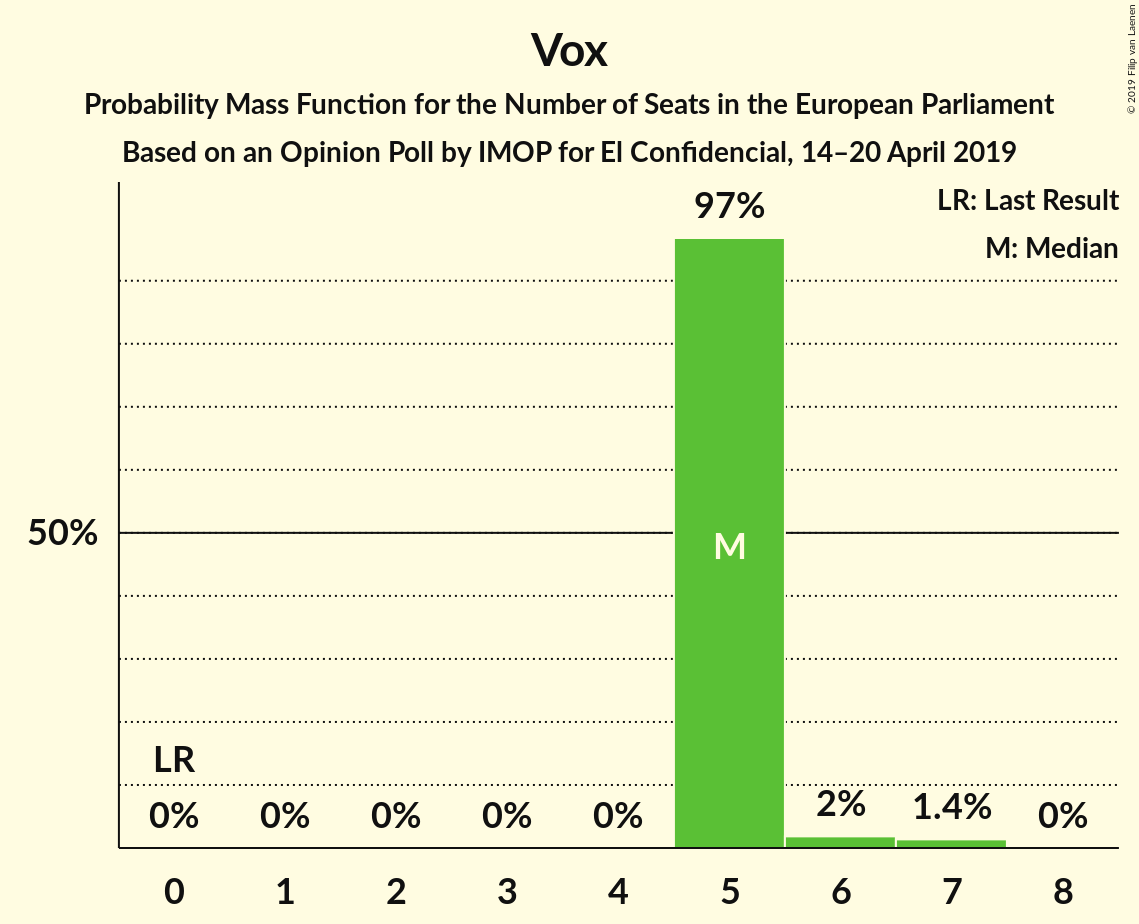 Vox
Probability Mass Function for the Number of Seats in the European Parliament
Based on an Opinion Poll by IMOP for El Confidencial, 14–20 April 2019
© 2019 Filip van Laenen
LR: Last Result
M: Median
97%
50%
M
LR
0% 0% 0% 0% 0% 2% 1.4% 0%
0 1 2 3 4 5 6 7 8